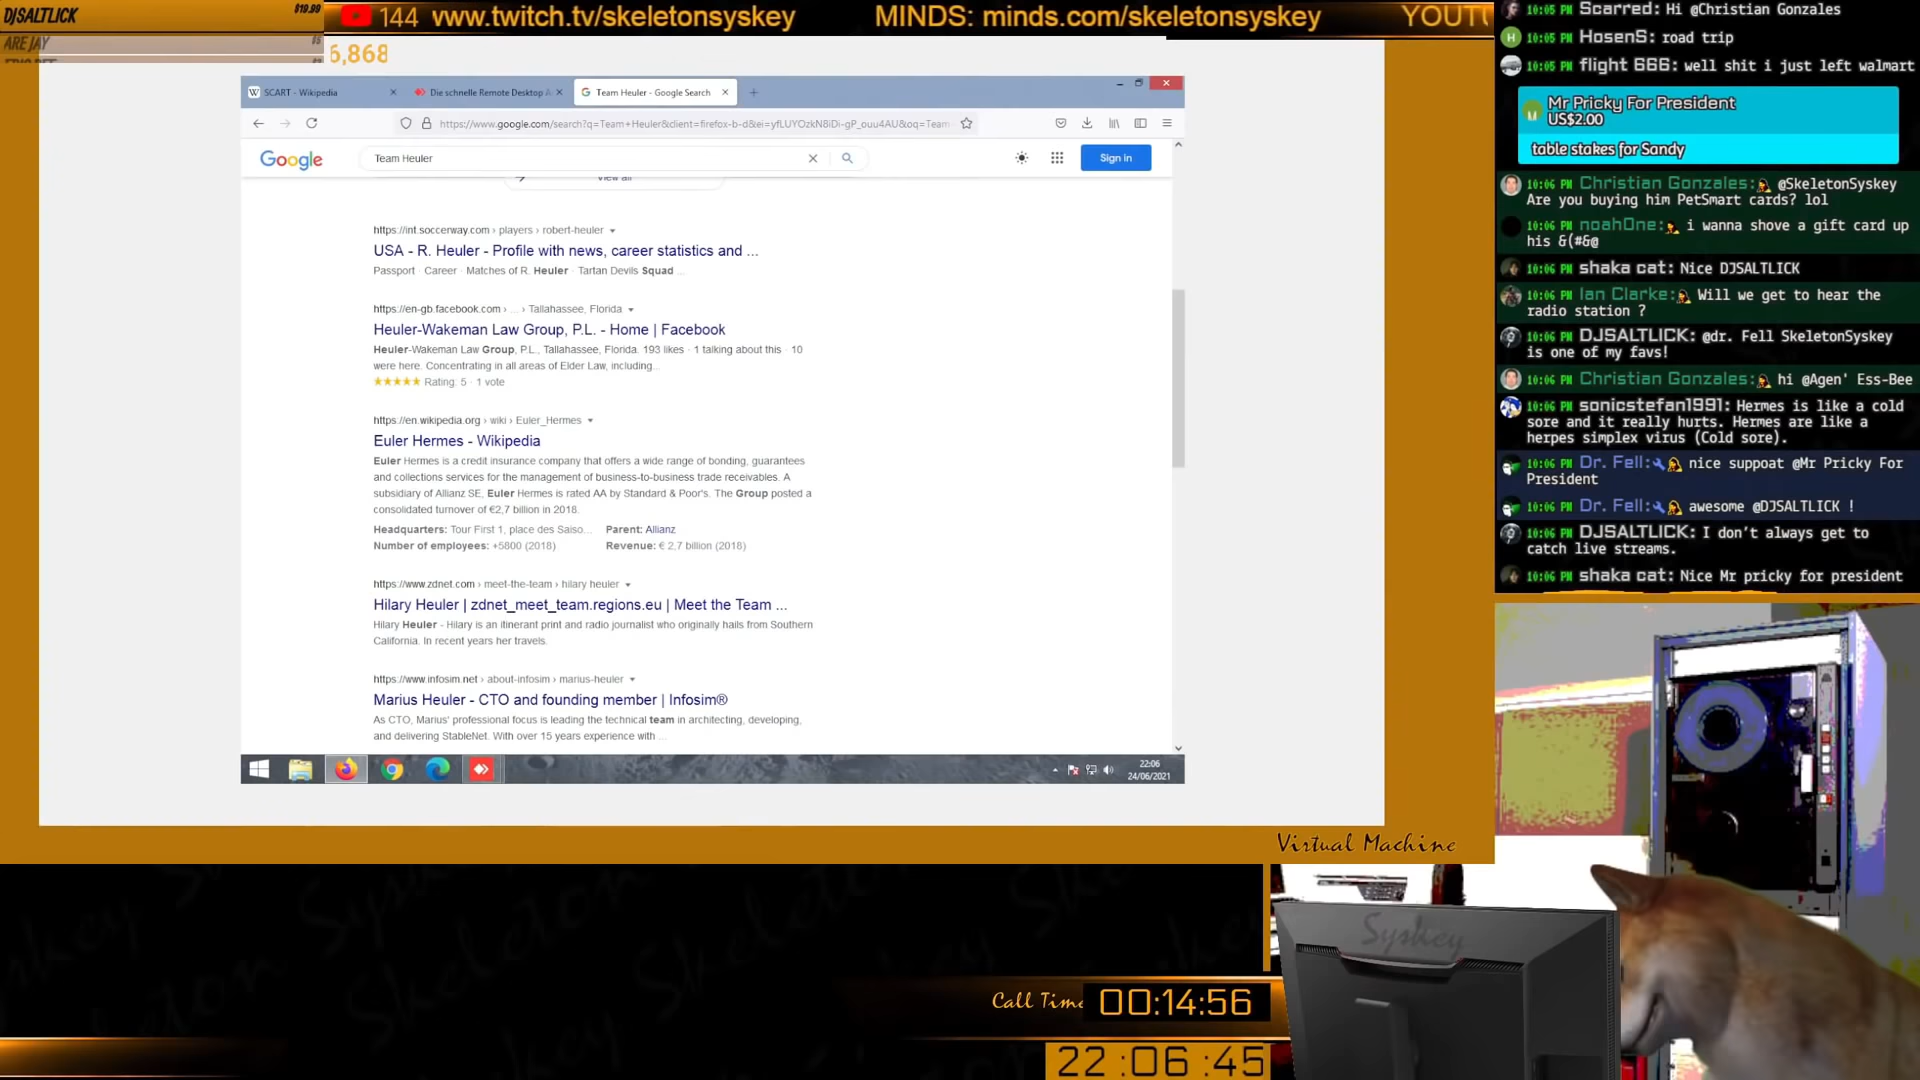 DJSALTLICK $19.99
ARE JAY $5
144 www.twitch.tv/skeletonsyskey MINDS: minds.com/skeletonsyskey YOUTU
6,868
SCART - Wikipedia
Die schnelle Remote Desktop A
Team Heuler - Google Search
https://www.google.com/search?q=Team+Heuler&client=firefox-b-d&ei=yfLUYOzkN8iDi-gP_ouu4AU&oq=Team
Google
Team Heuler
Sign in
View all
https://int.soccerway.com › players › robert-heuler
USA - R. Heuler - Profile with news, career statistics and ...
Passport · Career · Matches of R. Heuler · Tartan Devils Squad ...
https://en-gb.facebook.com › ... › Tallahassee, Florida
Heuler-Wakeman Law Group, P.L. - Home | Facebook
Heuler-Wakeman Law Group, P.L., Tallahassee, Florida. 193 likes · 1 talking about this · 10
were here. Concentrating in all areas of Elder Law, including...
Rating: 5 · 1 vote
https://en.wikipedia.org › wiki › Euler_Hermes
Euler Hermes - Wikipedia
Euler Hermes is a credit insurance company that offers a wide range of bonding, guarantees
and collections services for the management of business-to-business trade receivables. A
subsidiary of Allianz SE, Euler Hermes is rated AA by Standard & Poor's. The Group posted a
consolidated turnover of €2,7 billion in 2018.
Headquarters: Tour First 1, place des Saiso... Parent: Allianz
Number of employees: +5800 (2018) Revenue: € 2.7 billion (2018)
https://www.zdnet.com › meet-the-team › hilary heuler
Hilary Heuler | zdnet_meet_team.regions.eu | Meet the Team ...
Hilary Heuler - Hilary is an itinerant print and radio journalist who originally hails from Southern
California. In recent years her travels.
https://www.infosim.net › about-infosim › marius-heuler
Marius Heuler - CTO and founding member | Infosim®
As CTO, Marius' professional focus is leading the technical team in architecting, developing,
and delivering StableNet. With over 15 years experience with ...
22:06
24/06/2021
Virtual Machine
10:05 PM Scarred: Hi @Christian Gonzales
10:05 PM HosenS: road trip
10:05 PM flight 666: well shit i just left walmart
Mr Pricky For President
US$2.00
table stakes for Sandy
10:06 PM Christian Gonzales: @SkeletonSyskey
Are you buying him PetSmart cards? lol
10:06 PM noahOne: i wanna shove a gift card up
his &(#&@
10:06 PM shaka cat: Nice DJSALTLICK
10:06 PM Ian Clarke: Will we get to hear the
radio station ?
10:06 PM DJSALTLICK: @dr. Fell SkeletonSyskey
is one of my favs!
10:06 PM Christian Gonzales: hi @Agen' Ess-Bee
10:06 PM sonicstefan1991: Hermes is like a cold
sore and it really hurts. Hermes are like a
herpes simplex virus (Cold sore).
10:06 PM Dr. Fell: nice suppoat @Mr Pricky For
President
10:06 PM Dr. Fell: awesome @DJSALTLICK !
10:06 PM DJSALTLICK: I don't always get to
catch live streams.
10:06 PM shaka cat: Nice Mr pricky for president
Syskey
Call Time 00:14:56
22:06:45